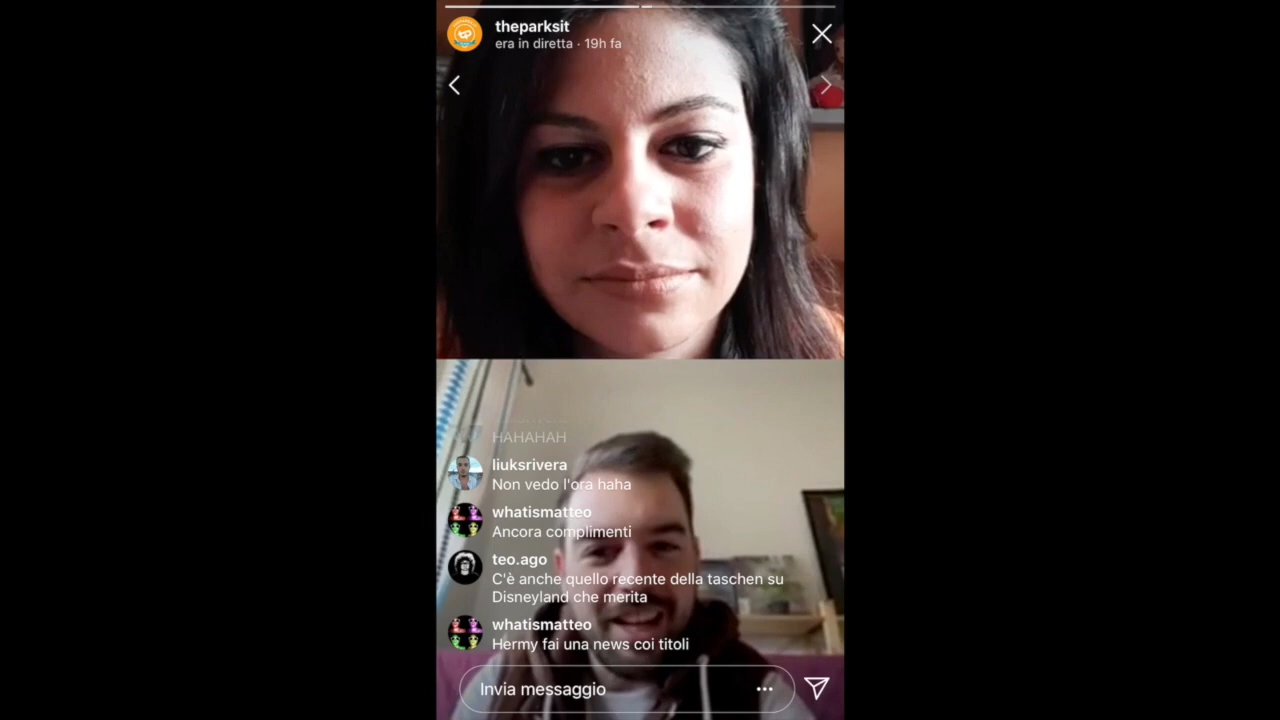 theparksit
era in diretta · 19h fa
HAHAHAH
liuksrivera
Non vedo l'ora haha
whatismatteo
Ancora complimenti
teo.ago
C'è anche quello recente della taschen su
Disneyland che merita
whatismatteo
Hermy fai una news coi titoli
Invia messaggio